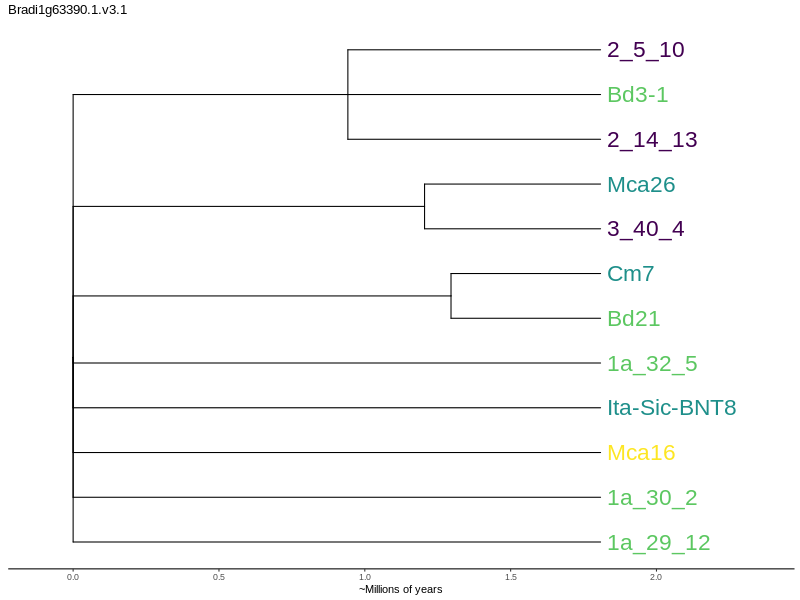 Bradi1g63390.1.v3.1
2_5_10
Bd3-1
2_14_13
Mca26
3_40_4
Cm7
Bd21
1a_32_5
Ita-Sic-BNT8
Mca16
1a_30_2
1a_29_12
0.0 0.5 1.0 1.5 2.0
~Millions of years